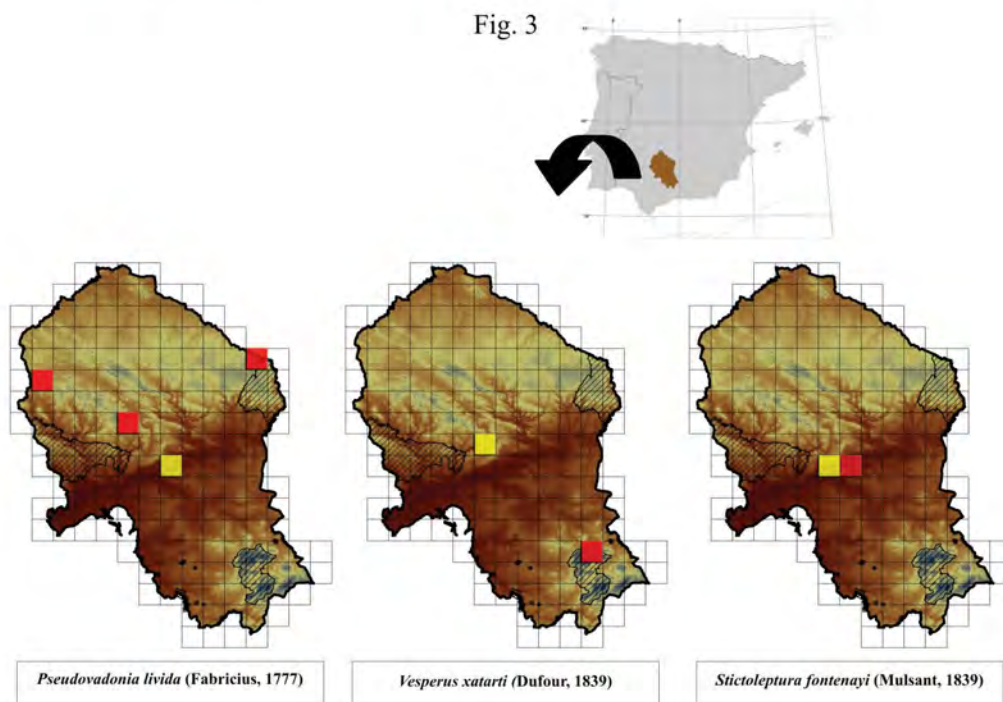 Fig. 3
Pseudovadonia livida (Fabricius, 1777)
Vesperus xatarti (Dufour, 1839)
Stictoleptura fontenayi (Mulsant, 1839)